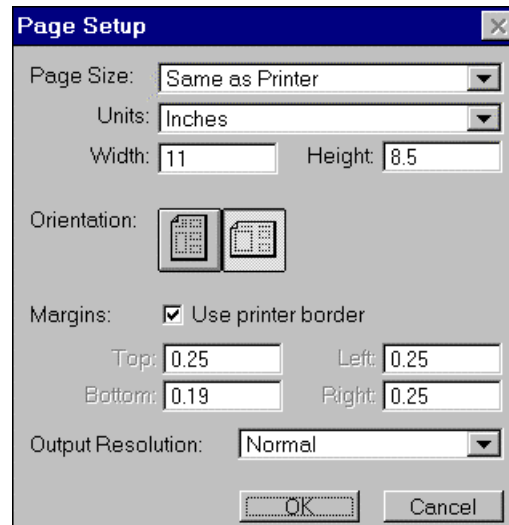 Page Setup
Page Size: Same as Printer
Units: Inches
Width: 11 Height: 8.5
Orientation:
Margins: Use printer border
Top: 0.25 Left: 0.25
Bottom: 0.19 Right: 0.25
Output Resolution: Normal
OK Cancel